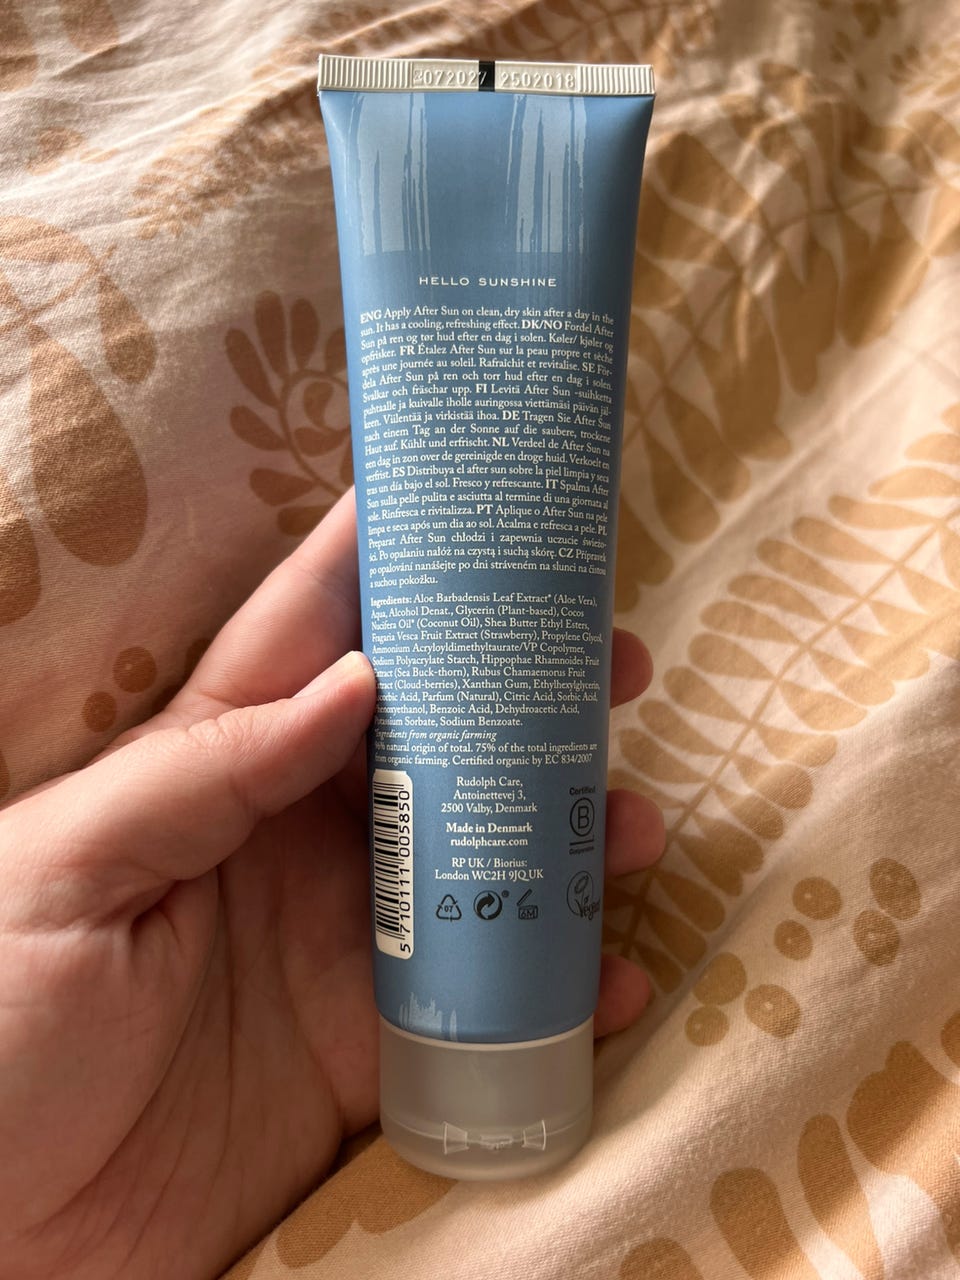 072027 2502018
HELLO SUNSHINE
ENG Apply After Sun on clean, dry skin after a day in the
sun. It has a cooling, refreshing effect. DK/NO Fordel After
Sun på ren og tør hud efter en dag i solen. Køler/ kjøler og
opfrisker. FR Étalez After Sun sur la peau propre et sèche
après une journée au soleil. Rafraîchit et revitalise. SE För-
dela After Sun på ren och torr hud efter en dag i solen.
Svalkar och fräschar upp. FI Levitä After Sun -suihketta
puhtaalle ja kuivalle iholle auringossa viettämäsi päivän jäl-
keen. Viilentää ja virkistää ihoa. DE Tragen Sie After Sun
nach einem Tag an der Sonne auf die saubere, trockene
Haut auf. Kühlt und erfrischt. NL Verdeel de After Sun na
een dag in zon over de gereinigde en droge huid. Verkoelt en
verfrist. ES Distribuya el after sun sobre la piel limpia y seca
tras un día bajo el sol. Fresco y refrescante. IT Spalma After
Sun sulla pelle pulita e asciutta al termine di una giornata al
sole. Rinfresca e rivitalizza. PT Aplique o After Sun na pele
limpa e seca após um dia ao sol. Acalma e refresca a pele. PL
Preparat After Sun chłodzi i zapewnia uczucie świeżo-
ści. Po opalaniu nałóż na czystą i suchą skórę. CZ Přípravek
po opalování nanášejte po dni stráveném na slunci na čistou
a suchou pokožku.
Ingredients: Aloe Barbadensis Leaf Extract* (Aloe Vera),
Aqua, Alcohol Denat., Glycerin (Plant-based), Cocos
Nucifera Oil* (Coconut Oil), Shea Butter Ethyl Esters,
Fragaria Vesca Fruit Extract (Strawberry), Propylene Glycol,
Ammonium Acryloyldimethyltaurate/VP Copolymer,
Sodium Polyacrylate Starch, Hippophae Rhamnoides Fruit
Extract (Sea Buck-thorn), Rubus Chamaemorus Fruit
Extract (Cloud-berries), Xanthan Gum, Ethylhexylglycerin,
Ascorbic Acid, Parfum (Natural), Citric Acid, Sorbic Acid,
Phenoxyethanol, Benzoic Acid, Dehydroacetic Acid,
Potassium Sorbate, Sodium Benzoate.
*Ingredients from organic farming
96% natural origin of total. 75% of the total ingredients are
from organic farming. Certified organic by EC 834/2007
Rudolph Care,
Antoinettevej 3,
2500 Valby, Denmark
Made in Denmark
rudolphcare.com
RP UK / Biorius:
London WC2H 9JQ UK
Certified
B
Corporation
07
6M
Vegan
5 710111 005850